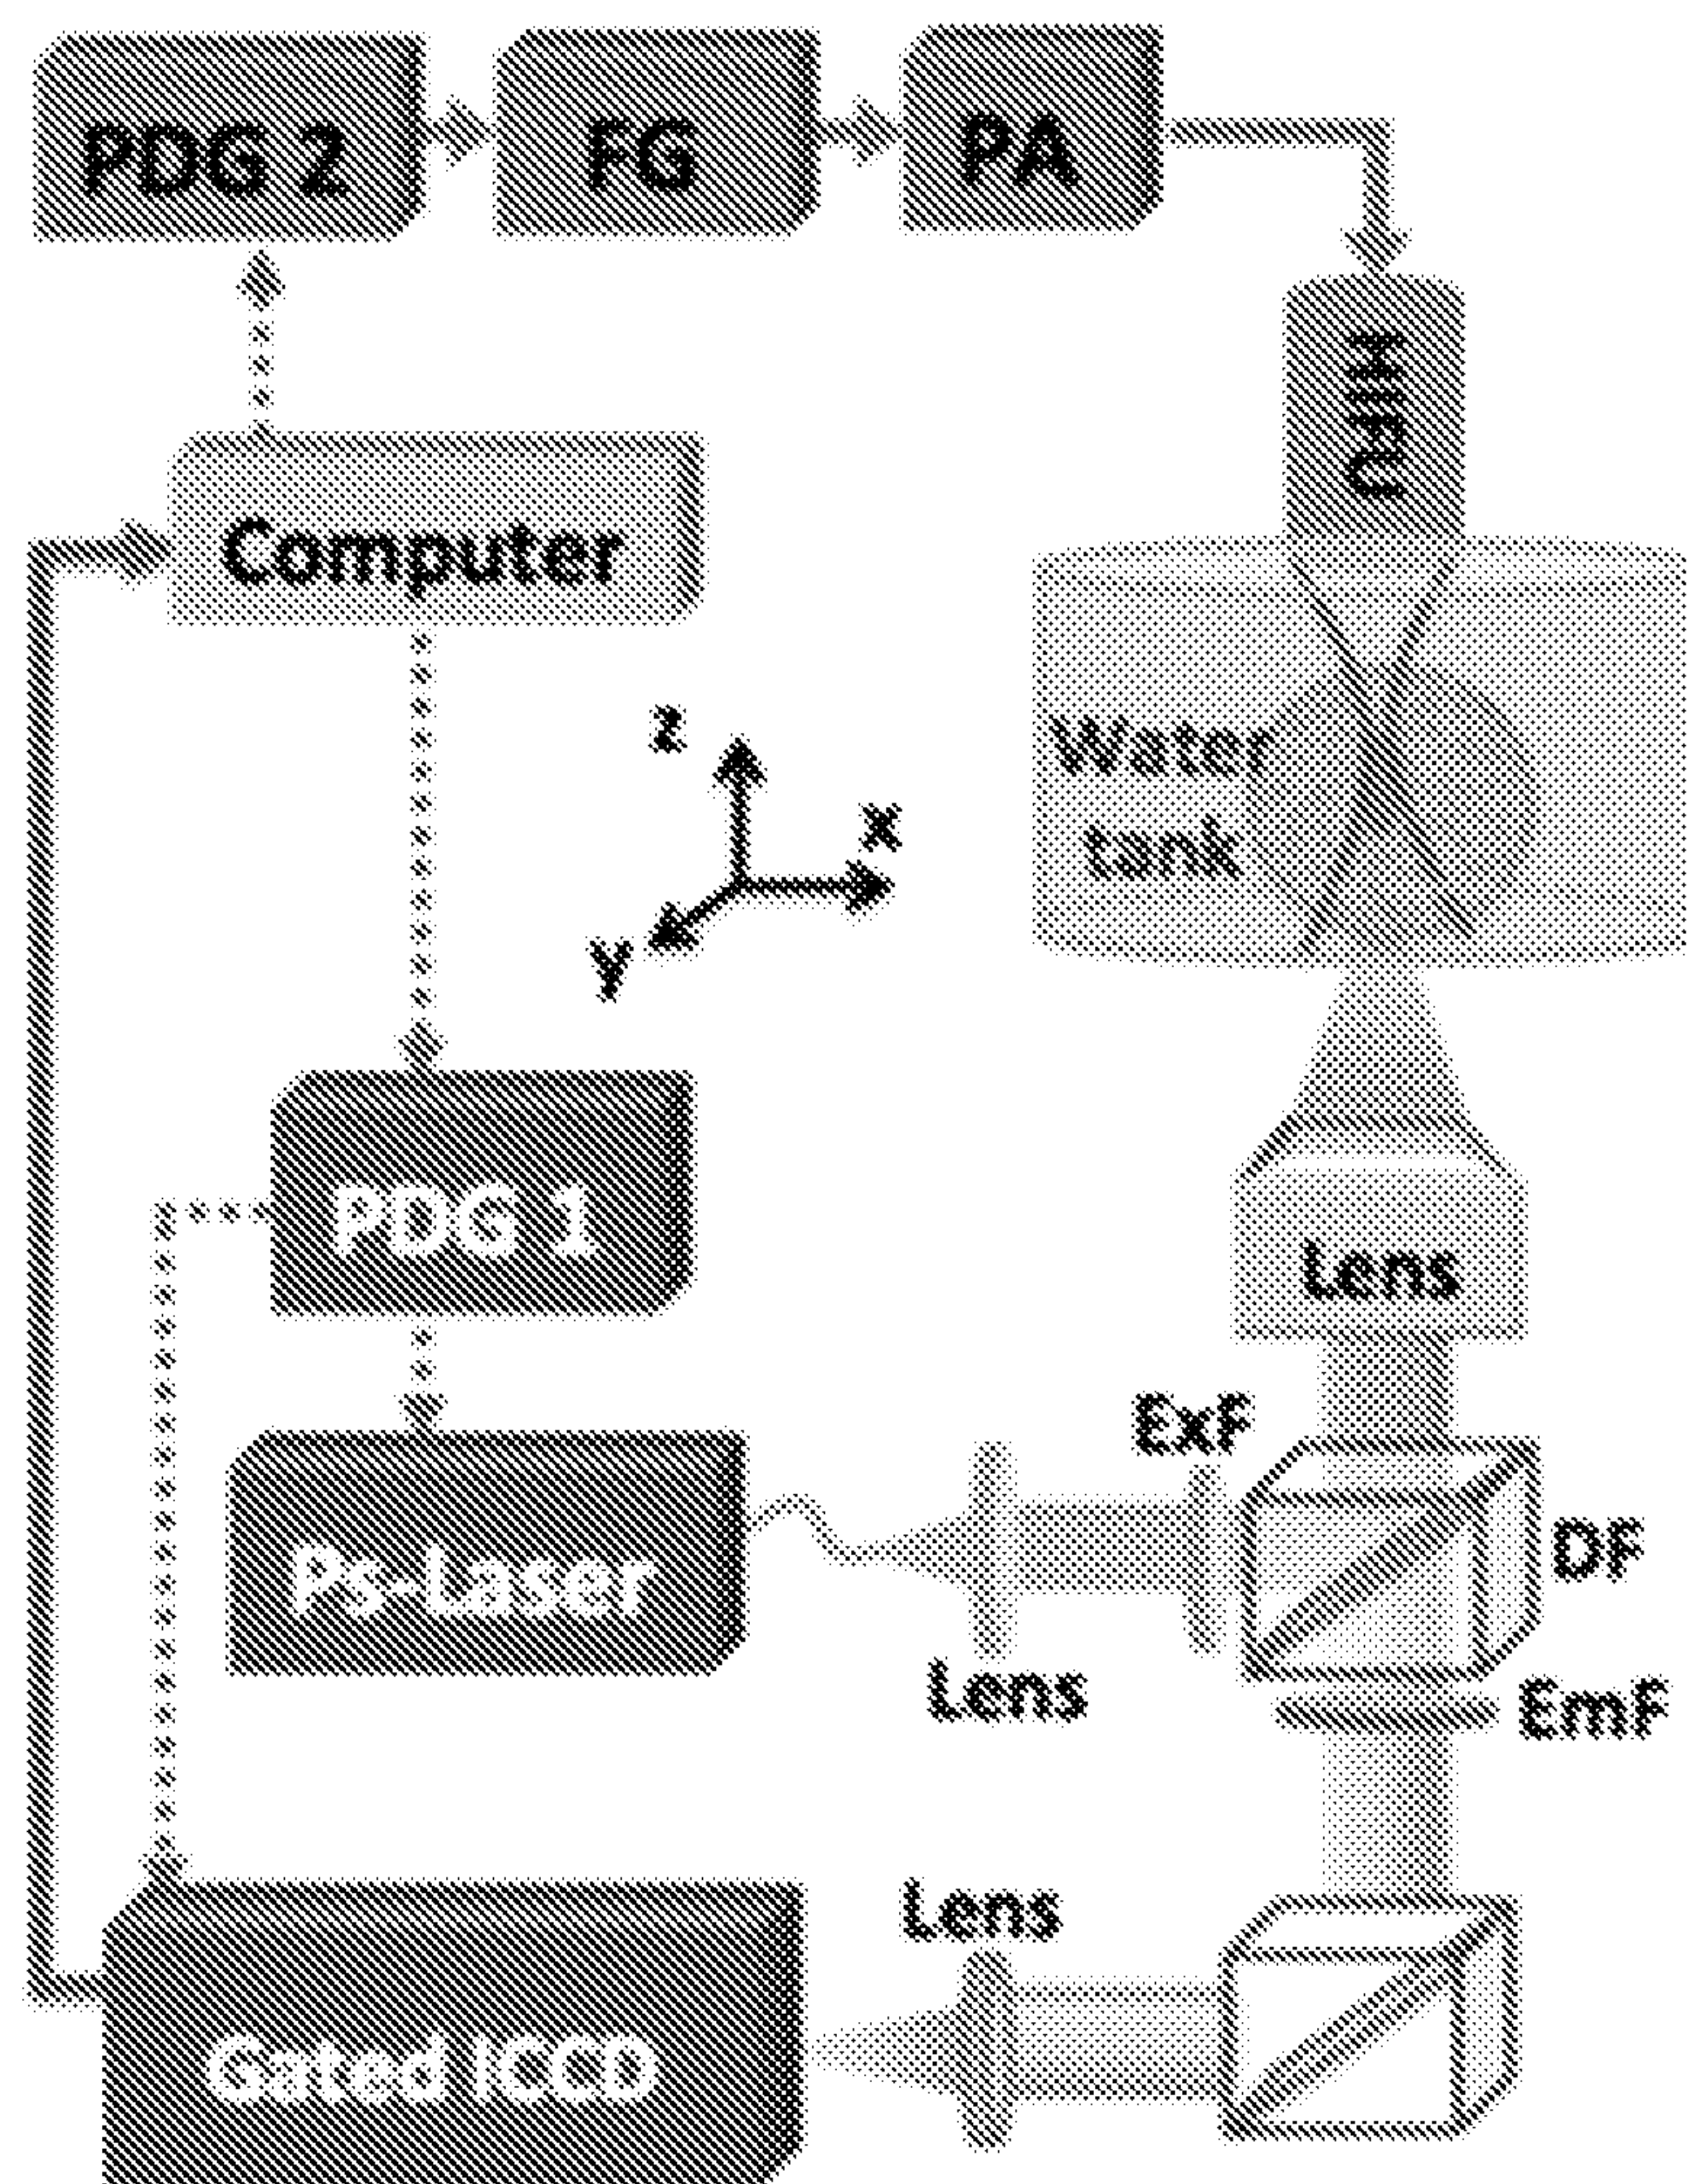 PDG 2
FG
PA
HIFU
Computer
Water
tank
z
x
y
PDG 1
Lens
ExF
Ps-Laser
DF
Lens
EmF
Lens
Gated ICCD